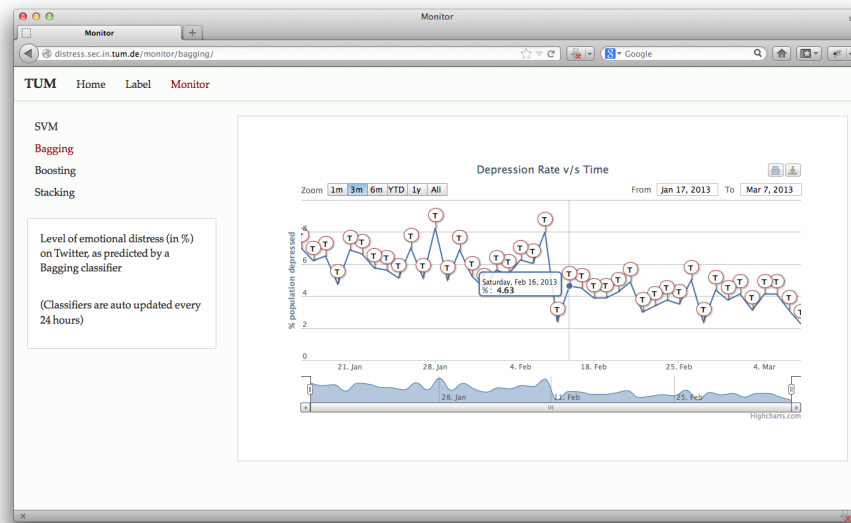 Monitor
Monitor
distress.sec.in.tum.de/monitor/bagging/
Google
TUM Home Label Monitor
SVM
Bagging
Boosting
Stacking
Level of emotional distress (in %)
on Twitter, as predicted by a
Bagging classifier
(Classifiers are auto updated every
24 hours)
Depression Rate v/s Time
Zoom 1m 3m 6m YTD 1y All
From Jan 17, 2013 To Mar 7, 2013
% population depressed
8
6
4
2
0
T T T T T T T T T T T T T T T T T T T T T T T T T T T T T T T T T T T T T T T
Saturday, Feb 16, 2013
%: 4.63
21. Jan 28. Jan 4. Feb 18. Feb 25. Feb 4. Mar
28. Jan 11. Feb 25. Feb
Highcharts.com